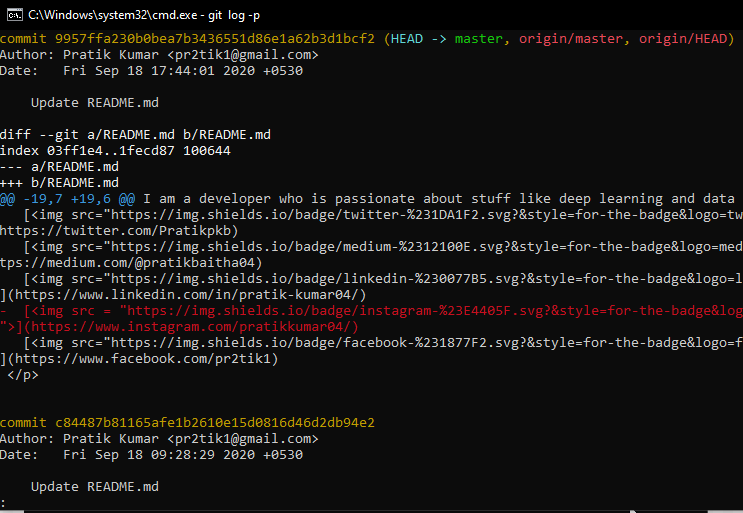 C:\Windows\system32\cmd.exe - git log -p
commit 9957ffa230b0bea7b3436551d86e1a62b3d1bcf2 (HEAD -> master, origin/master, origin/HEAD)
Author: Pratik Kumar <pr2tik1@gmail.com>
Date:   Fri Sep 18 17:44:01 2020 +0530
    Update README.md
diff --git a/README.md b/README.md
index 03ff1e4..1fecd87 100644
--- a/README.md
+++ b/README.md
@@ -19,7 +19,6 @@ I am a developer who is passionate about stuff like deep learning and data
   [<img src="https://img.shields.io/badge/twitter-%231DA1F2.svg?&style=for-the-badge&logo=tw
https://twitter.com/Pratikpkb)
   [<img src="https://img.shields.io/badge/medium-%2312100E.svg?&style=for-the-badge&logo=med
tps://medium.com/@pratikbaitha04)
   [<img src="https://img.shields.io/badge/linkedin-%230077B5.svg?&style=for-the-badge&logo=l
](https://www.linkedin.com/in/pratik-kumar04/)
-  [<img src = "https://img.shields.io/badge/instagram-%23E4405F.svg?&style=for-the-badge&log
">](https://www.instagram.com/pratikkumar04/)
   [<img src="https://img.shields.io/badge/facebook-%231877F2.svg?&style=for-the-badge&logo=f
](https://www.facebook.com/pr2tik1)
 </p>
commit c84487b81165afe1b2610e15d0816d46d2db94e2
Author: Pratik Kumar <pr2tik1@gmail.com>
Date:   Fri Sep 18 09:28:29 2020 +0530
    Update README.md
: